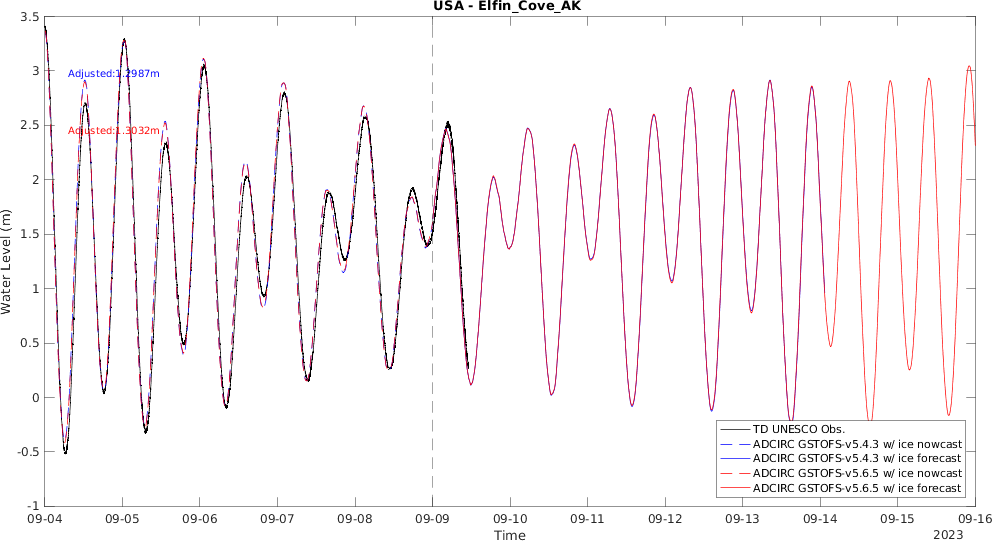 USA - Elfin_Cove_AK
3.5
3
2.5
2
1.5
1
0.5
0
-0.5
-1
Water Level (m)
Adjusted:1.2987m
Adjusted:1.3032m
TD UNESCO Obs.
ADCIRC GSTOFS-v5.4.3 w/ ice nowcast
ADCIRC GSTOFS-v5.4.3 w/ ice forecast
ADCIRC GSTOFS-v5.6.5 w/ ice nowcast
ADCIRC GSTOFS-v5.6.5 w/ ice forecast
09-04 09-05 09-06 09-07 09-08 09-09 09-10 09-11 09-12 09-13 09-14 09-15 09-16
Time
2023